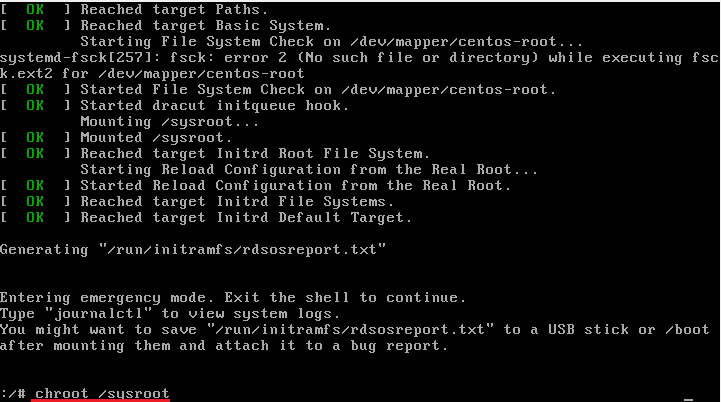 [  OK  ] Reached target Paths.
[  OK  ] Reached target Basic System.
Starting File System Check on /dev/mapper/centos-root...
systemd-fsck[257]: fsck: error 2 (No such file or directory) while executing fsc
k.ext2 for /dev/mapper/centos-root
[  OK  ] Started File System Check on /dev/mapper/centos-root.
[  OK  ] Started dracut initqueue hook.
Mounting /sysroot...
[  OK  ] Mounted /sysroot.
[  OK  ] Reached target Initrd Root File System.
Starting Reload Configuration from the Real Root...
[  OK  ] Started Reload Configuration from the Real Root.
[  OK  ] Reached target Initrd File Systems.
[  OK  ] Reached target Initrd Default Target.
Generating "/run/initramfs/rdsosreport.txt"
Entering emergency mode. Exit the shell to continue.
Type "journalctl" to view system logs.
You might want to save "/run/initramfs/rdsosreport.txt" to a USB stick or /boot
after mounting them and attach it to a bug report.
:/# chroot /sysroot